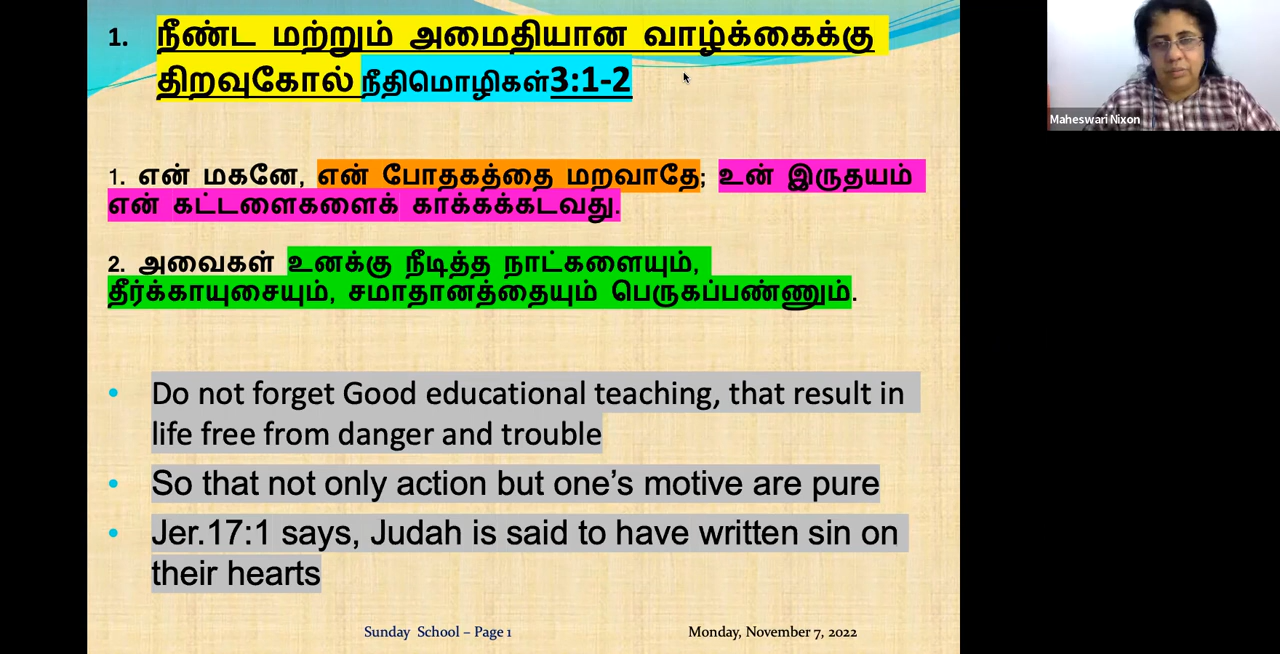 1. நீண்ட மற்றும் அமைதியான வாழ்க்கைக்கு
திறவுகோல் நீதிமொழிகள்3:1-2
1. என் மகனே, என் போதகத்தை மறவாதே; உன் இருதயம்
என் கட்டளைகளைக் காக்கக்கடவது.
2. அவைகள் உனக்கு நீடித்த நாட்களையும்,
தீர்க்காயுசையும், சமாதானத்தையும் பெருகப்பண்ணும்.
• Do not forget Good educational teaching, that result in
life free from danger and trouble
• So that not only action but one’s motive are pure
• Jer.17:1 says, Judah is said to have written sin on
their hearts
Sunday School – Page 1
Monday, November 7, 2022
Maheswari Nixon